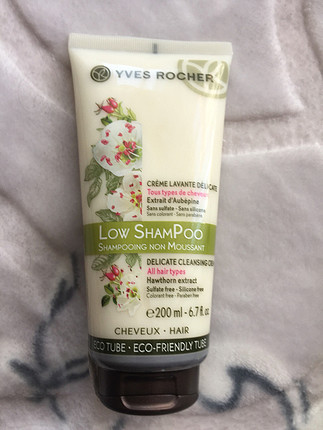 YVES ROCHER
CRÈME LAVANTE DÉLICATE
Tous types de cheveux
Extrait d'Aubépine
Sans sulfate - Sans silicone
Sans colorant - Sans parabène
LOW SHAMPOO
SHAMPOOING NON MOUSSANT
DELICATE CLEANSING
All hair types
Hawthorn extract
Sulfate free - Silicone free
Colorant free - Paraben free
e 200 ml - 6.7 fl. oz.
CHEVEUX - HAIR
ECO TUBE • ECO-FRIENDLY TUBE